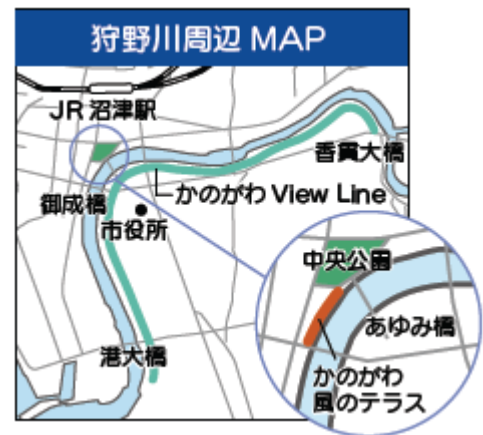 狩野川周辺 MAP
JR 沼津駅
香貫大橋
かのがわ View Line
御成橋
市役所
中央公園
あゆみ橋
港大橋
かのがわ
風のテラス